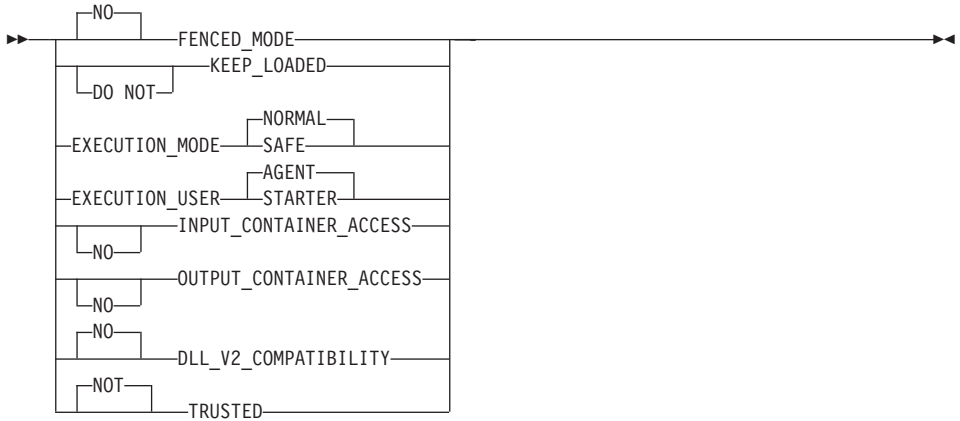 NO
FENCED_MODE
KEEP_LOADED
DO NOT
NORMAL
EXECUTION_MODE SAFE
AGENT
EXECUTION_USER STARTER
INPUT_CONTAINER_ACCESS
NO
OUTPUT_CONTAINER_ACCESS
NO
NO
DLL_V2_COMPATIBILITY
NOT
TRUSTED